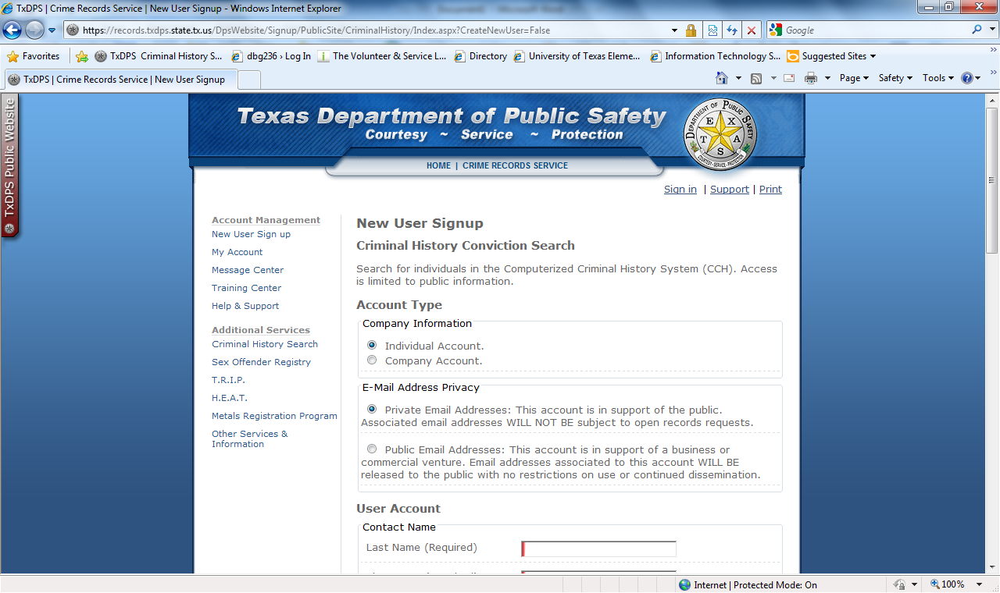 TxDPS | Crime Records Service | New User Signup - Windows Internet Explorer
https://records.txdps.state.tx.us/DpsWebsite/Signup/PublicSite/CriminalHistory/Index.aspx?CreateNewUser=False
Google
Favorites
TxDPS Criminal History S...
dbg236 › Log In
The Volunteer & Service L...
Directory
University of Texas Eleme...
Information Technology S...
Suggested Sites
TxDPS | Crime Records Service | New User Signup
Page
Safety
Tools
TxDPS Public Website
Texas Department of Public Safety
Courtesy ~ Service ~ Protection
DEPARTMENT OF PUBLIC SAFETY
TEXAS
COURTESY-SERVICE-PROTECTION
HOME | CRIME RECORDS SERVICE
Sign in | Support | Print
Account Management
New User Sign up
My Account
Message Center
Training Center
Help & Support
Additional Services
Criminal History Search
Sex Offender Registry
T.R.I.P.
H.E.A.T.
Metals Registration Program
Other Services &
Information
New User Signup
Criminal History Conviction Search
Search for individuals in the Computerized Criminal History System (CCH). Access
is limited to public information.
Account Type
Company Information
Individual Account.
Company Account.
E-Mail Address Privacy
Private Email Addresses: This account is in support of the public.
Associated email addresses WILL NOT BE subject to open records requests.
Public Email Addresses: This account is in support of a business or
commercial venture. Email addresses associated to this account WILL BE
released to the public with no restrictions on use or continued dissemination.
User Account
Contact Name
Last Name (Required)
Internet | Protected Mode: On
100%